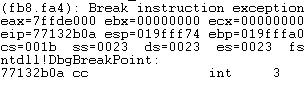 (fb8.fa4): Break instruction exception
eax=7ffde000 ebx=00000000 ecx=00000000
eip=77132b0a esp=019fff74 ebp=019fffa0
cs=001b  ss=0023  ds=0023  es=0023  fs
ntdll!DbgBreakPoint:
77132b0a cc              int     3